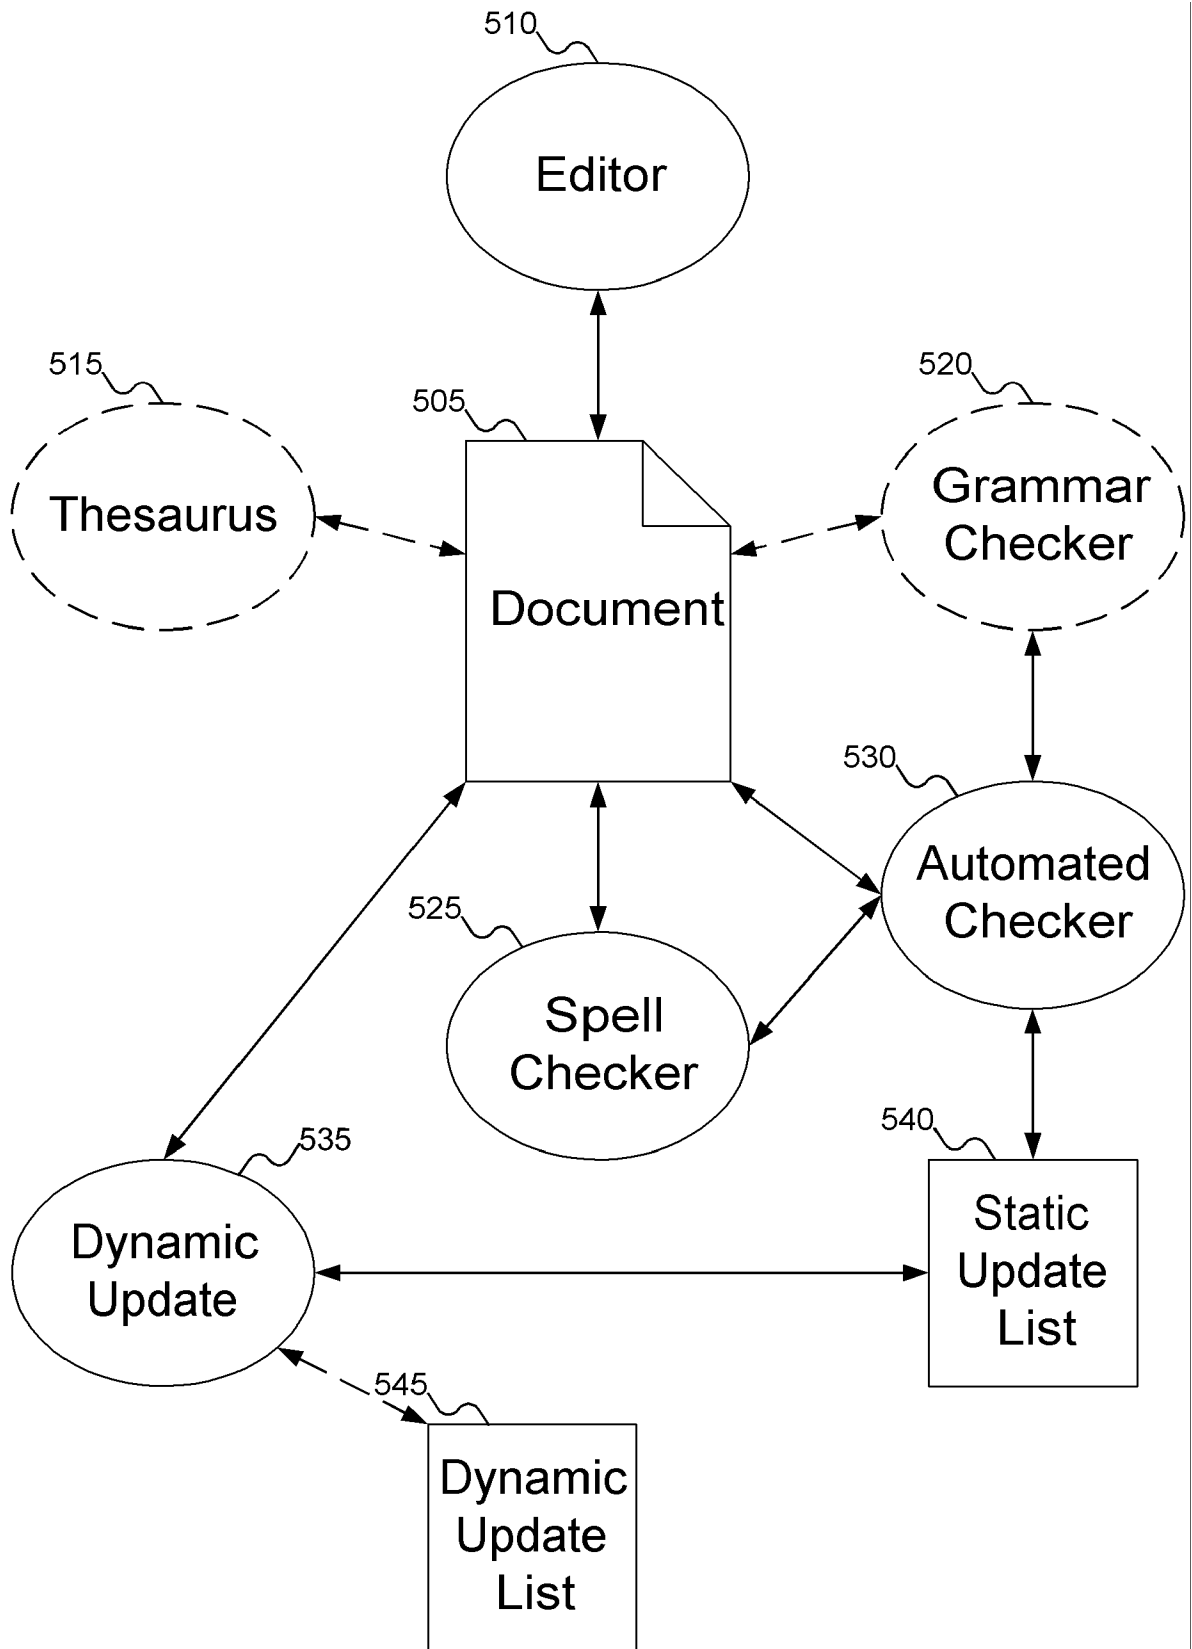 510
Editor
515
520
505
Thesaurus
Grammar
Checker
Document
530
Automated
Checker
525
Spell
Checker
535
540
Dynamic
Update
Static
Update
List
545
Dynamic
Update
List